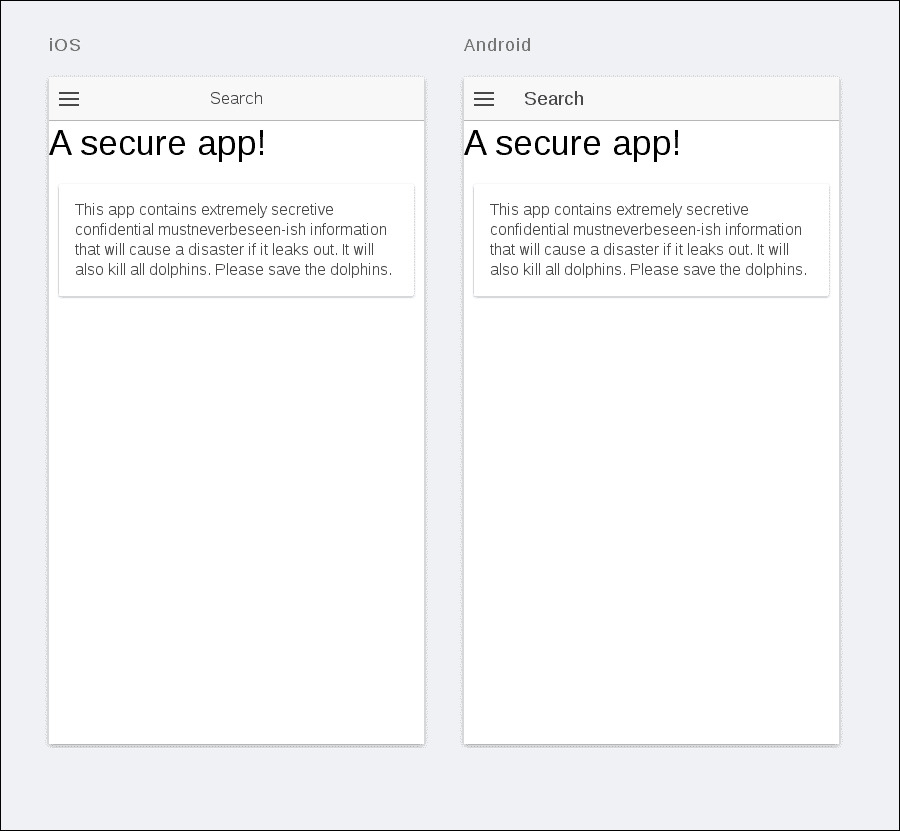 iOS
Search
A secure app!
This app contains extremely secretive
confidential mustneverbeseen-ish information
that will cause a disaster if it leaks out. It will
also kill all dolphins. Please save the dolphins.
Android
Search
A secure app!
This app contains extremely secretive
confidential mustneverbeseen-ish information
that will cause a disaster if it leaks out. It will
also kill all dolphins. Please save the dolphins.